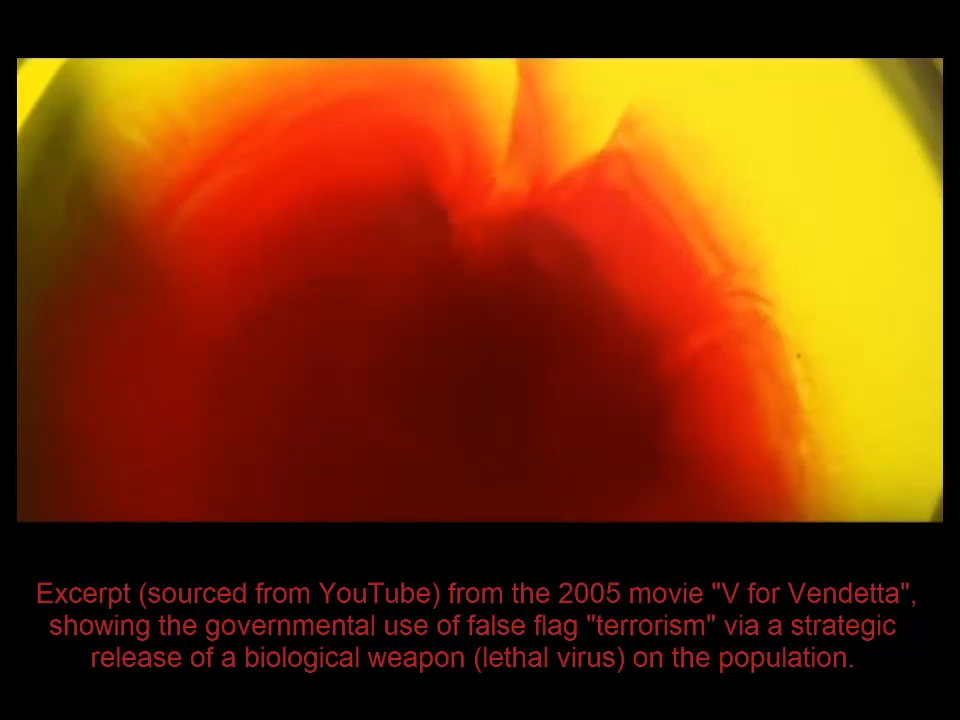 Excerpt (sourced from YouTube) from the 2005 movie "V for Vendetta",
showing the governmental use of false flag "terrorism" via a strategic
release of a biological weapon (lethal virus) on the population.